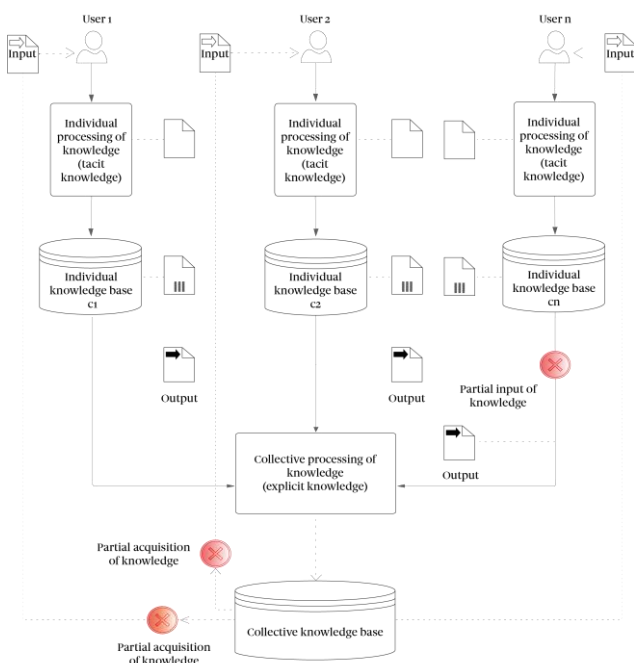 User 1
User 2
User n
Input
Input
Input
Individual
processing of
knowledge
(tacit
knowledge)
Individual
processing of
knowledge
(tacit
knowledge)
Individual
processing of
knowledge
(tacit
knowledge)
Individual
knowledge base
c1
Individual
knowledge base
c2
Individual
knowledge base
cn
Output
Output
Partial input of
knowledge
Output
Collective processing of
knowledge
(explicit knowledge)
Partial acquisition
of knowledge
Collective knowledge base
Partial acquisition
of knowledge